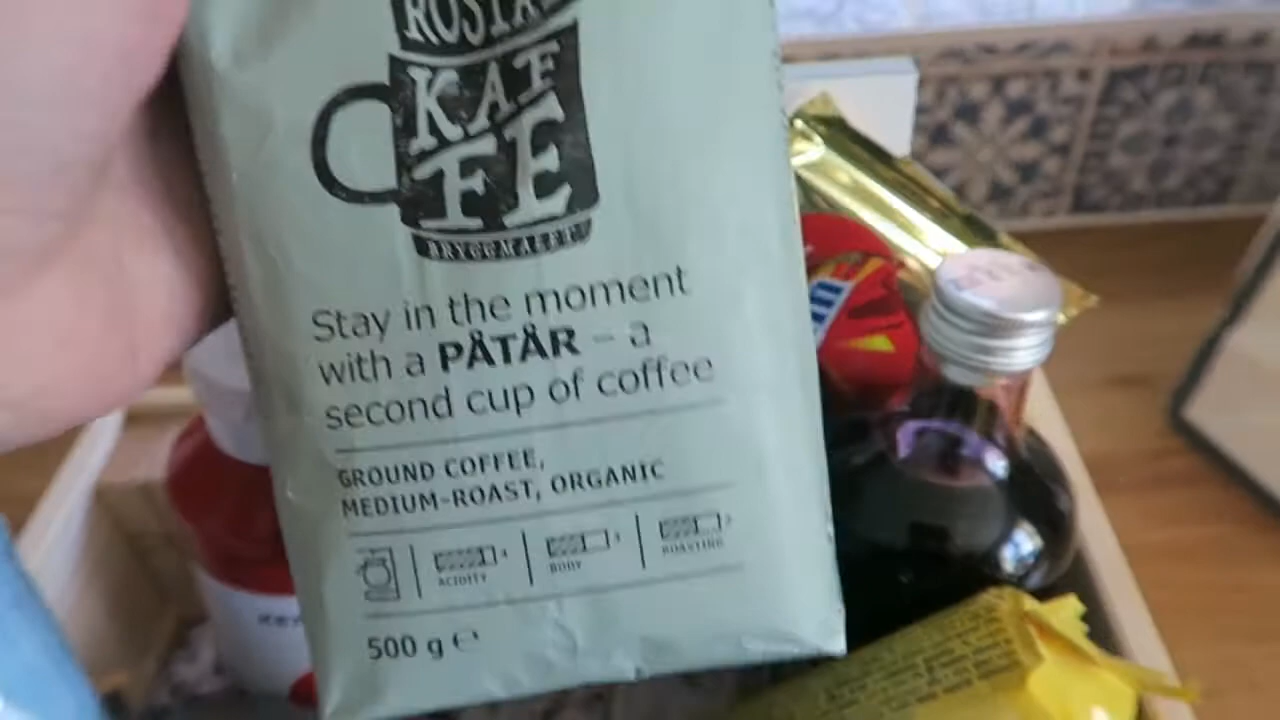 KAF
FE
BRYGGMALET
Stay in the moment
with a PÅTÅR – a
second cup of coffee
GROUND COFFEE,
MEDIUM-ROAST, ORGANIC
ACIDITY
BODY
ROASTING
500 g ℮